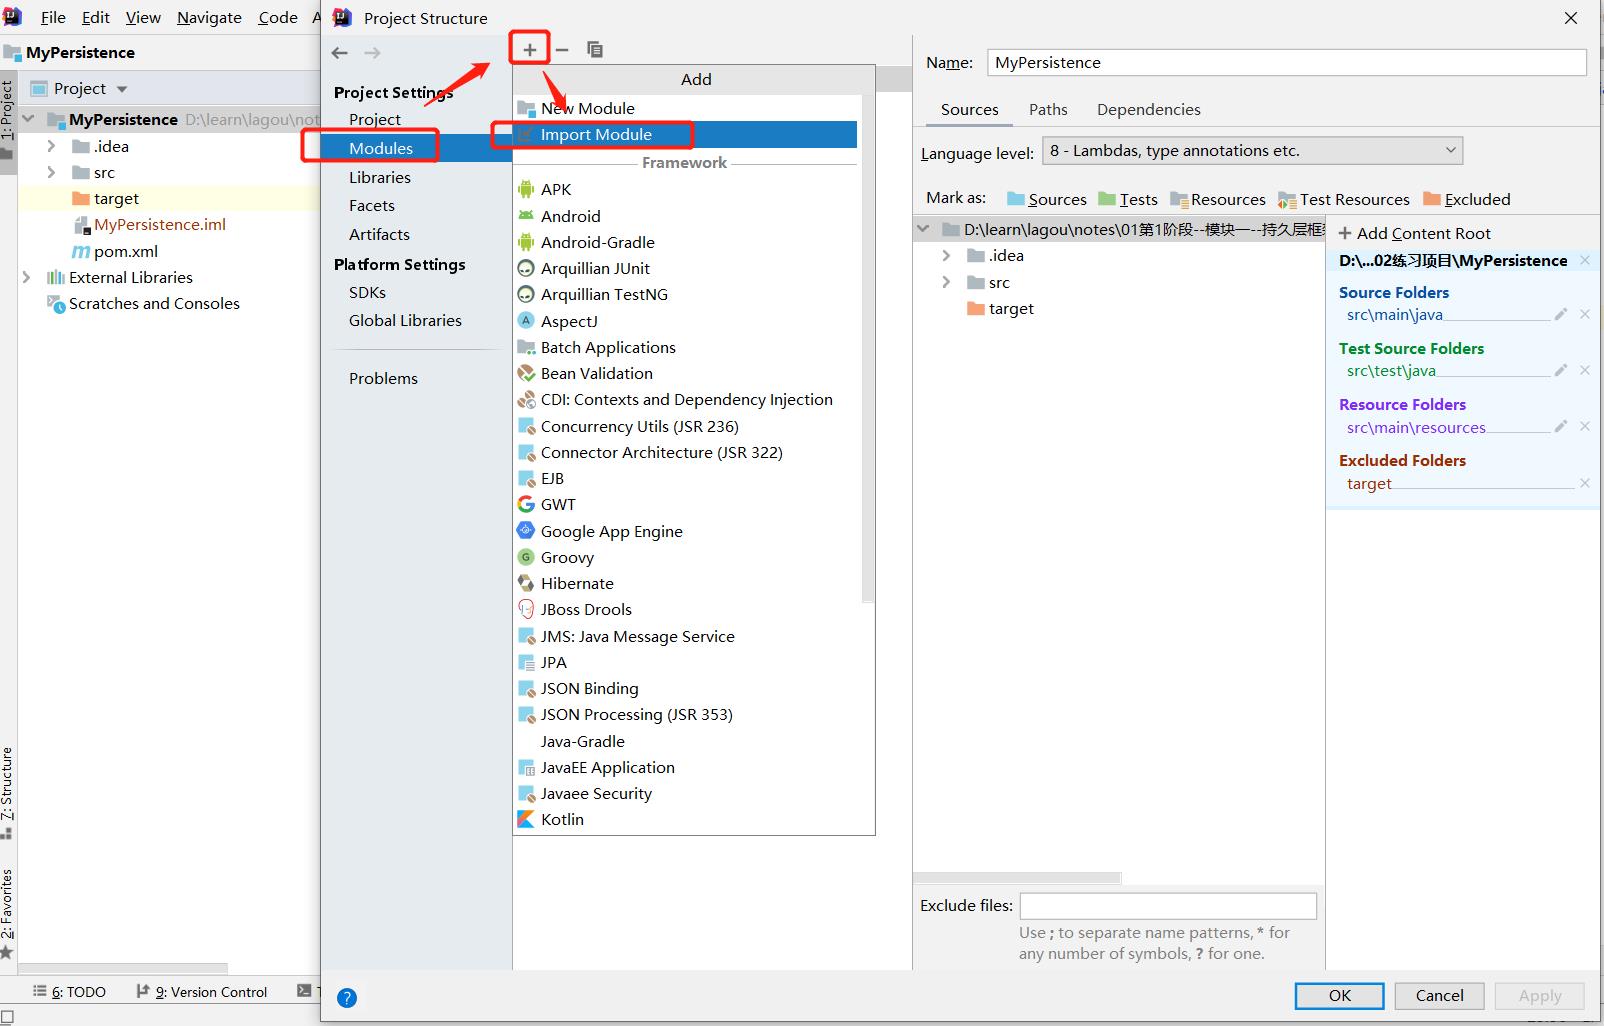 File Edit View Navigate Code
MyPersistence
Project
MyPersistence D:\learn\lagou\not
.idea
src
target
MyPersistence.iml
pom.xml
External Libraries
Scratches and Consoles
1: Project
7: Structure
2: Favorites
6: TODO 9: Version Control
Project Structure
Project Settings
Project
Modules
Libraries
Facets
Artifacts
Platform Settings
SDKs
Global Libraries
Problems
Add
New Module
Import Module
Framework
APK
Android
Android-Gradle
Arquillian JUnit
Arquillian TestNG
AspectJ
Batch Applications
Bean Validation
CDI: Contexts and Dependency Injection
Concurrency Utils (JSR 236)
Connector Architecture (JSR 322)
EJB
GWT
Google App Engine
Groovy
Hibernate
JBoss Drools
JMS: Java Message Service
JPA
JSON Binding
JSON Processing (JSR 353)
Java-Gradle
JavaEE Application
Javaee Security
Kotlin
Name: MyPersistence
Sources Paths Dependencies
Language level: 8 - Lambdas, type annotations etc.
Mark as: Sources Tests Resources Test Resources Excluded
D:\learn\lagou\notes\01第1阶段--模块一--持久层框
.idea
src
target
+ Add Content Root
D:\...02练习项目\MyPersistence
Source Folders
src\main\java
Test Source Folders
src\test\java
Resource Folders
src\main\resources
Excluded Folders
target
Exclude files:
Use ; to separate name patterns, * for
any number of symbols, ? for one.
OK Cancel Apply